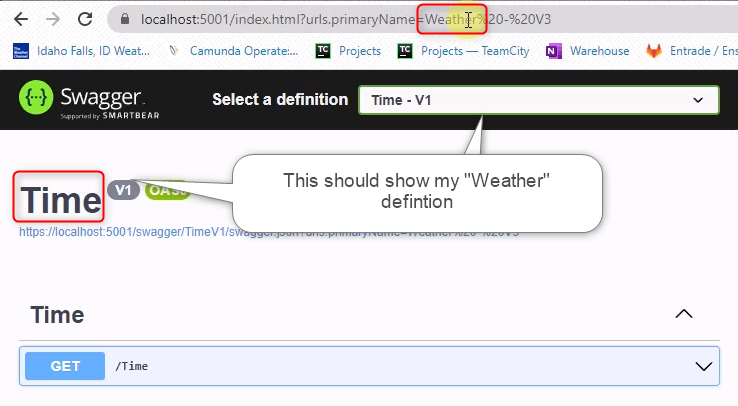 localhost:5001/index.html?urls.primaryName=Weather%20-%20V3
Idaho Falls, ID Weat... Camunda Operate:... TC Projects TC Projects — TeamCity N Warehouse Entrade / Ens
{···} Swagger. Select a definition Time - V1
Supported by SMARTBEAR
This should show my "Weather"
defintion
Time V1 OAS3
https://localhost:5001/swagger/TimeV1/swagger.json?urls.primaryName=Weather%20-%20V3
Time
GET /Time